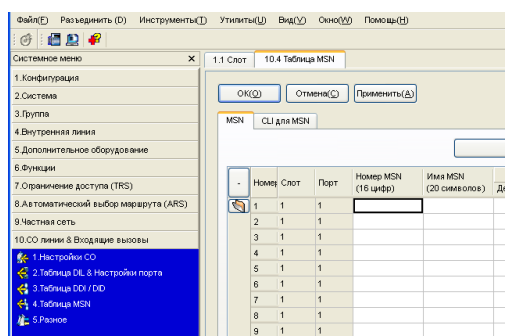 Файл(F) Разъединить (D) Инструменты(T) Утилиты(U) Вид(V) Окно(W) Помощь(H)
Системное меню
1.1 Слот 10.4 Таблица MSN
1.Конфигурация
2.Система
3.Группа
4.Внутренняя линия
5.Дополнительное оборудование
6.Функции
7.Ограничение доступа (TRS)
8.Автоматический выбор маршрута (ARS)
9.Частная сеть
10.CO линии & Входящие вызовы
1.Настройки CO
2.Таблица DIL & Настройки порта
3.Таблица DDI / DID
4.Таблица MSN
5.Разное
OK(O) Отмена(C) Применить(A)
MSN CLI для MSN
- Номер Слот Порт Номер MSN (16 цифр) Имя MSN (20 символов)
1 1 1
2 1 1
3 1 1
4 1 1
5 1 1
6 1 1
7 1 1
8 1 1
9 1 1